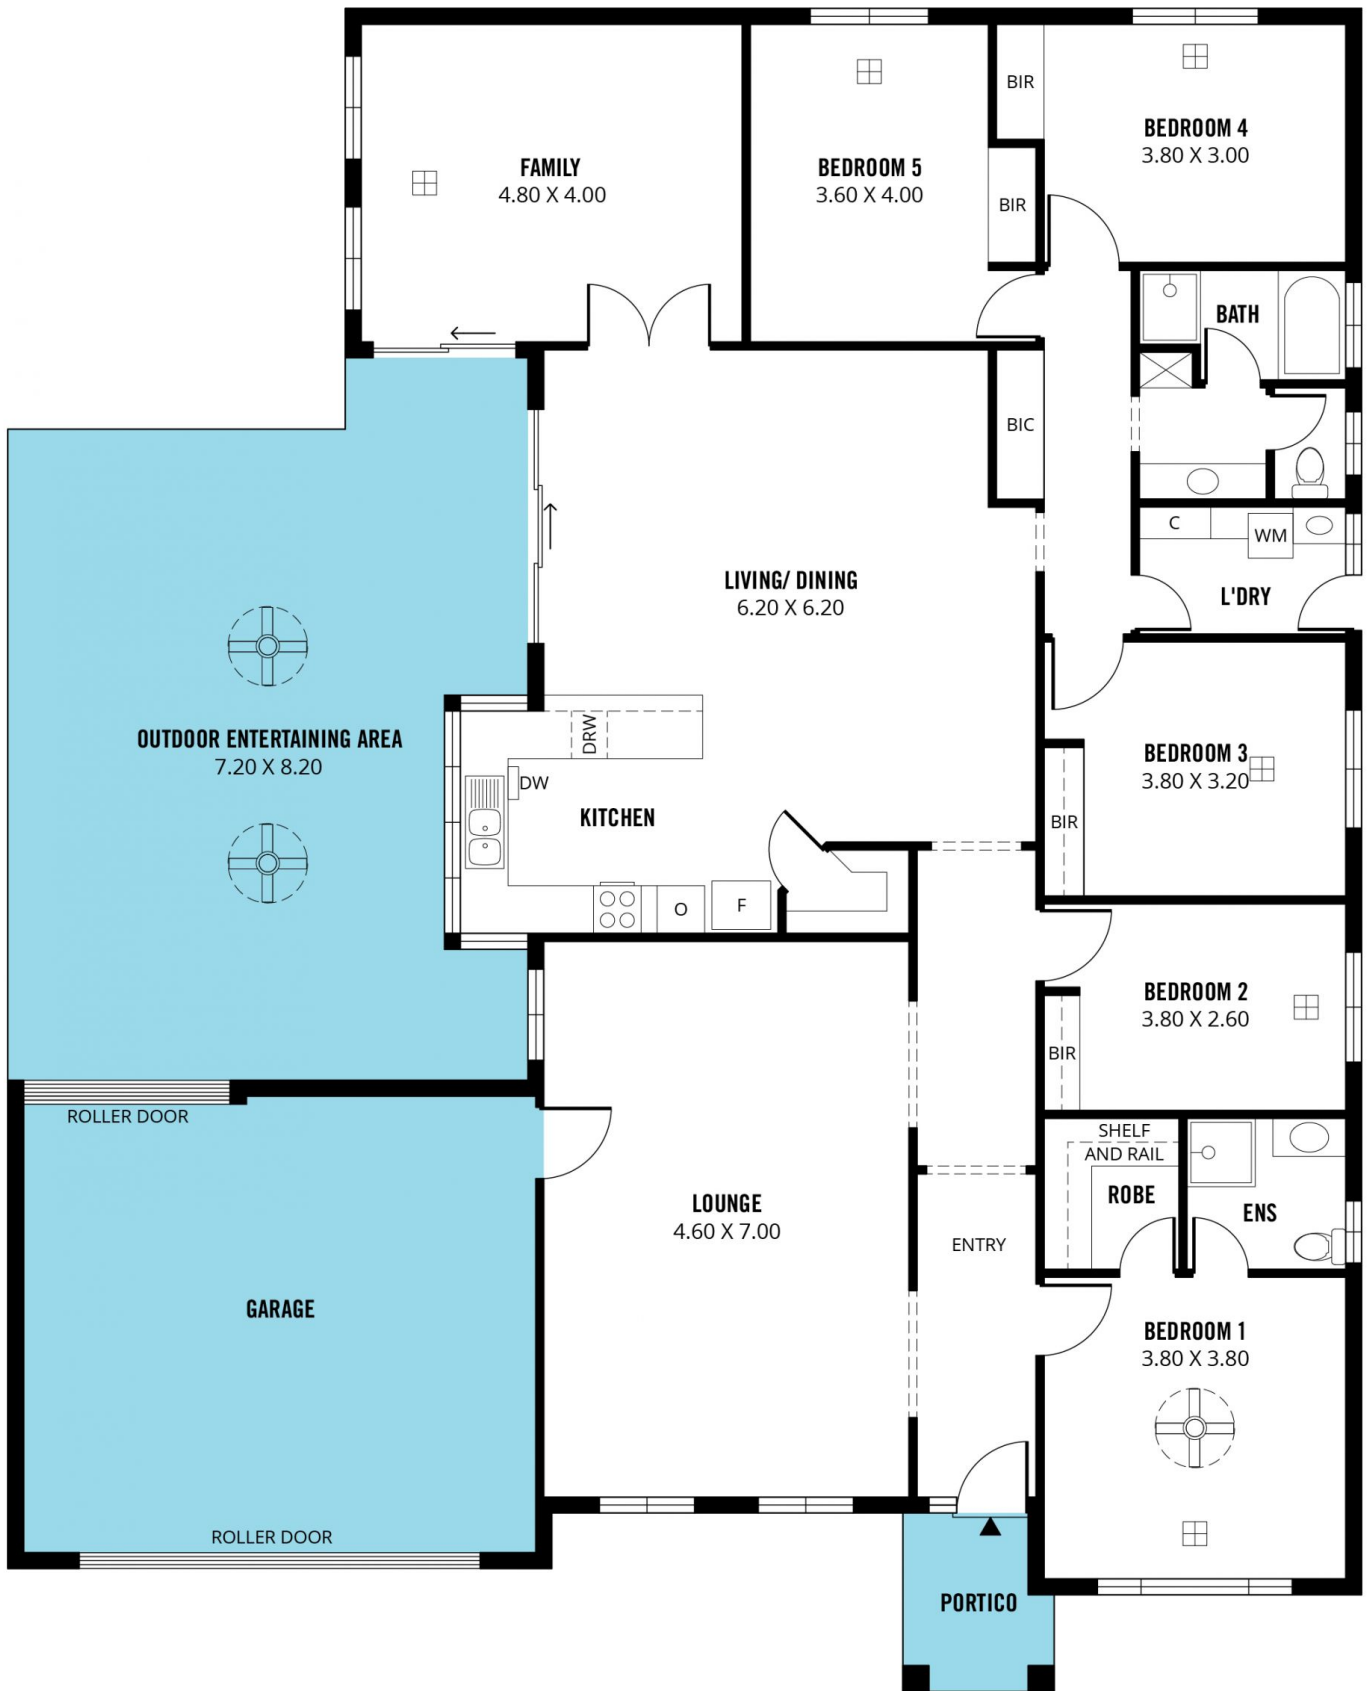 BIR
BEDROOM 4
3.80 X 3.00
FAMILY
4.80 X 4.00
BEDROOM 5
3.60 X 4.00
BIR
BATH
BIC
C
WM
L'DRY
LIVING/ DINING
6.20 X 6.20
OUTDOOR ENTERTAINING AREA
7.20 X 8.20
DRW
DW
KITCHEN
BEDROOM 3
3.80 X 3.20
BIR
O
F
BEDROOM 2
3.80 X 2.60
BIR
ROLLER DOOR
SHELF
AND RAIL
ROBE
ENS
LOUNGE
4.60 X 7.00
ENTRY
GARAGE
BEDROOM 1
3.80 X 3.80
ROLLER DOOR
PORTICO